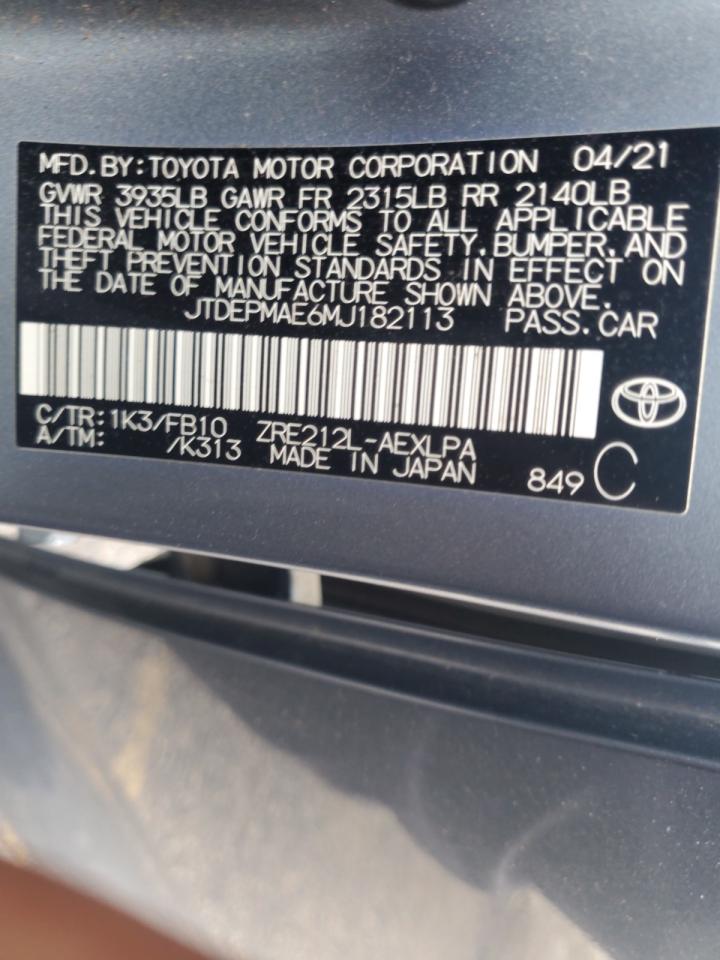 MFD.BY:TOYOTA MOTOR CORPORATION 04/21
GVWR 3935LB GAWR FR 2315LB RR 2140LB
THIS VEHICLE CONFORMS TO ALL APPLICABLE
FEDERAL MOTOR VEHICLE SAFETY,BUMPER,AND
THEFT PREVENTION STANDARDS IN EFFECT ON
THE DATE OF MANUFACTURE SHOWN ABOVE.
JTDEPMAE6MJ182113 PASS.CAR
C/TR:1K3/FB10 ZRE212L-AEXLPA
A/TM: /K313 MADE IN JAPAN 849 C